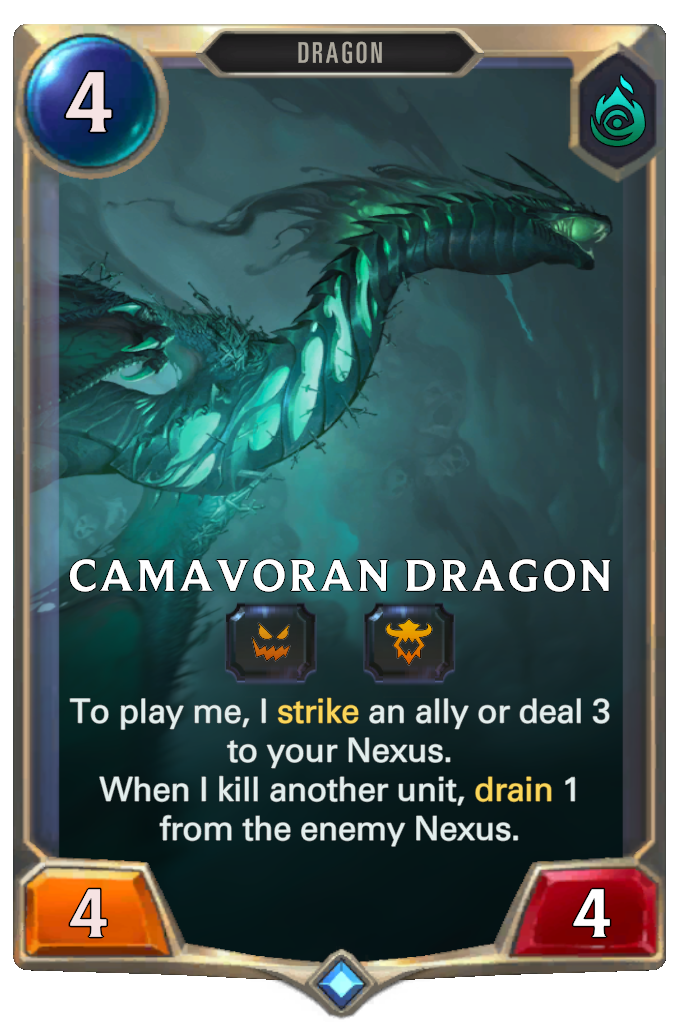 DRAGON
4
CAMAVORAN DRAGON
To play me, I strike an ally or deal 3
to your Nexus.
When I kill another unit, drain 1
from the enemy Nexus.
4
4